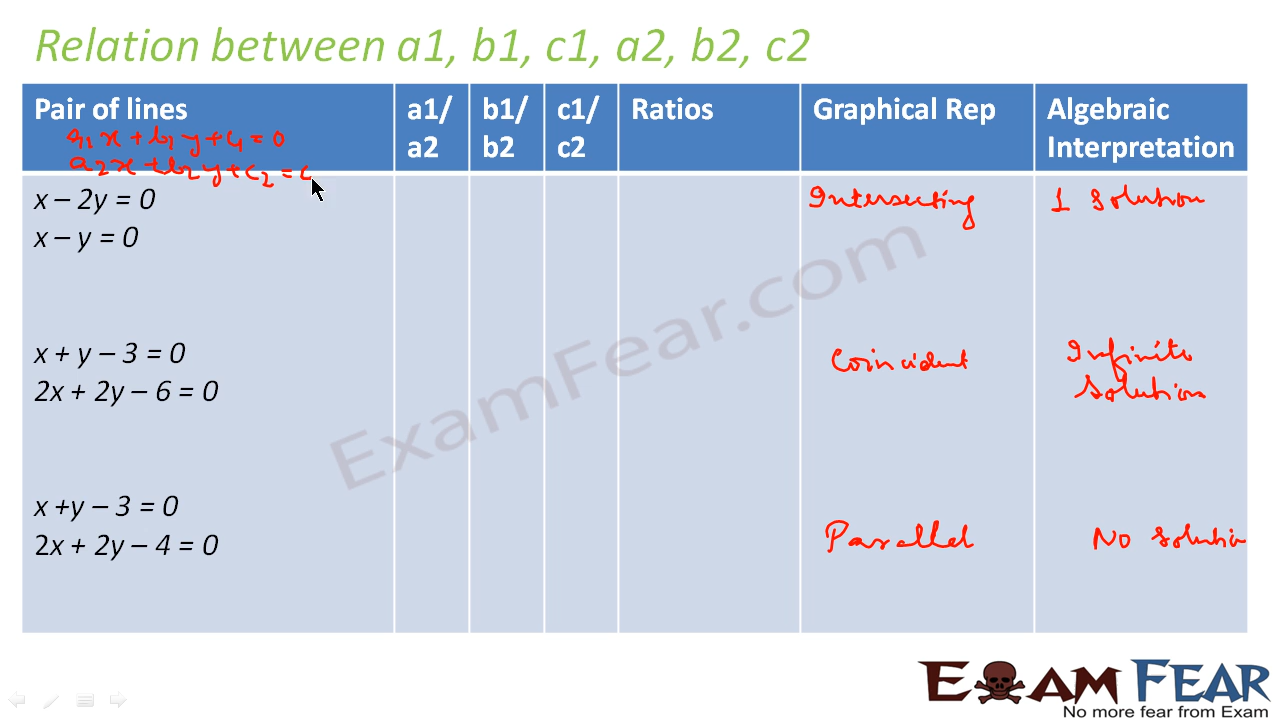 Relation between a1, b1, c1, a2, b2, c2
Pair of lines
a₁x + b₁y + c₁ = 0
a₂x + b₂y + c₂ = c
a1/
a2
b1/
b2
c1/
c2
Ratios
Graphical Rep
Algebraic
Interpretation
x – 2y = 0
x – y = 0
Intersecting
1 Solution
x + y – 3 = 0
2x + 2y – 6 = 0
Coincident
Infinite
Solution
x +y – 3 = 0
2x + 2y – 4 = 0
Parallel
No Solutio
ExamFear.com
EXAM FEAR
No more fear from Exam